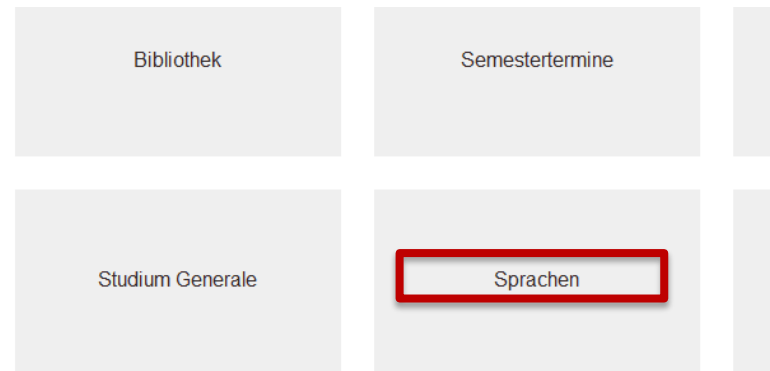 Bibliothek
Semestertermine
Studium Generale
Sprachen